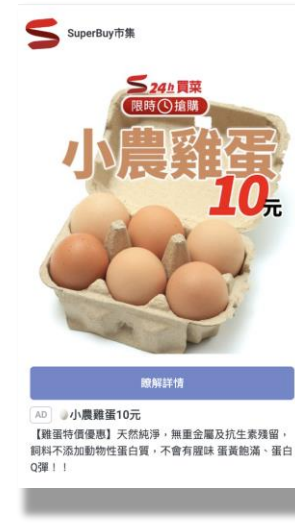 SuperBuy市集
24h買菜
限時搶購
小農雞蛋
10元
瞭解詳情
AD 🥚小農雞蛋10元
【雞蛋特價優惠】天然純淨，無重金屬及抗生素殘留，
飼料不添加動物性蛋白質，不會有腥味 蛋黃飽滿、蛋白
Q彈！！